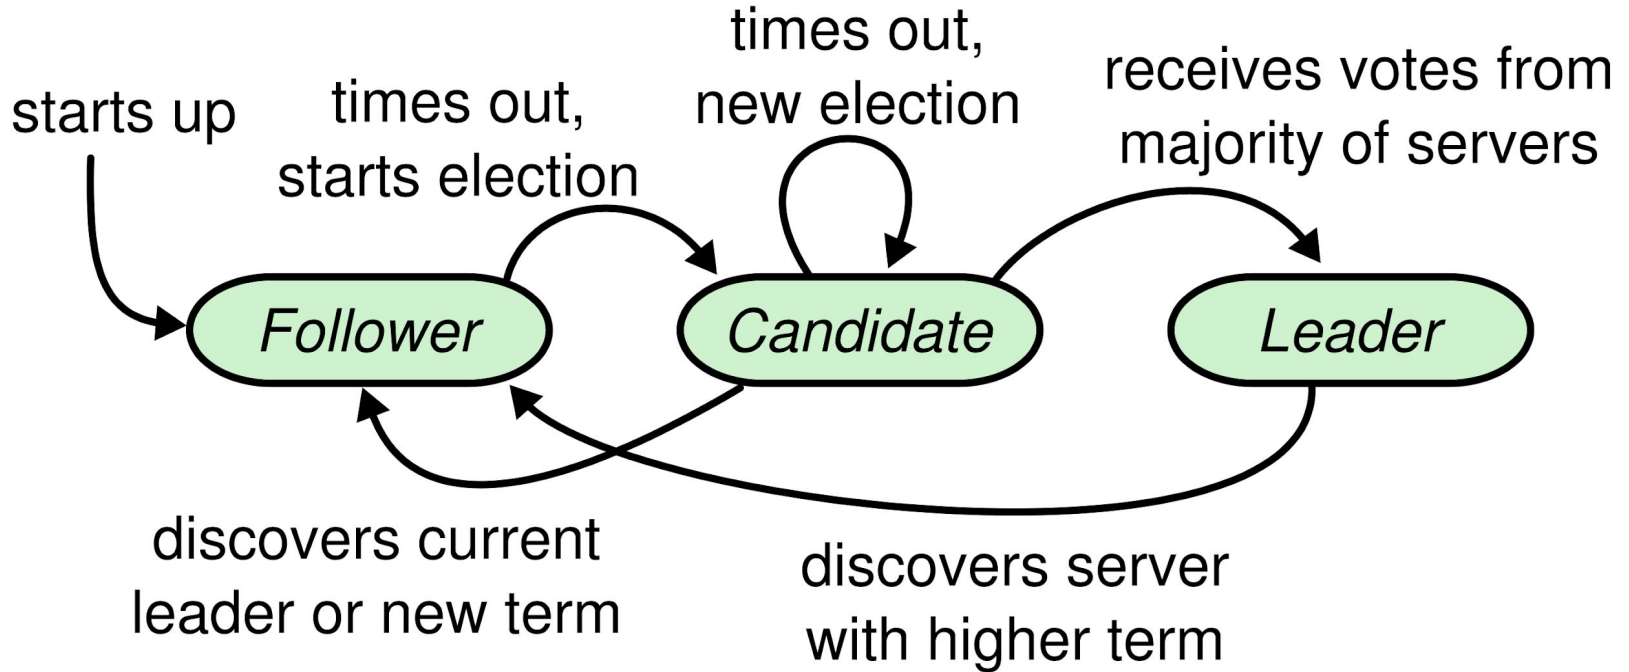 starts up
times out,
starts election
times out,
new election
receives votes from
majority of servers
Follower
Candidate
Leader
discovers current
leader or new term
discovers server
with higher term